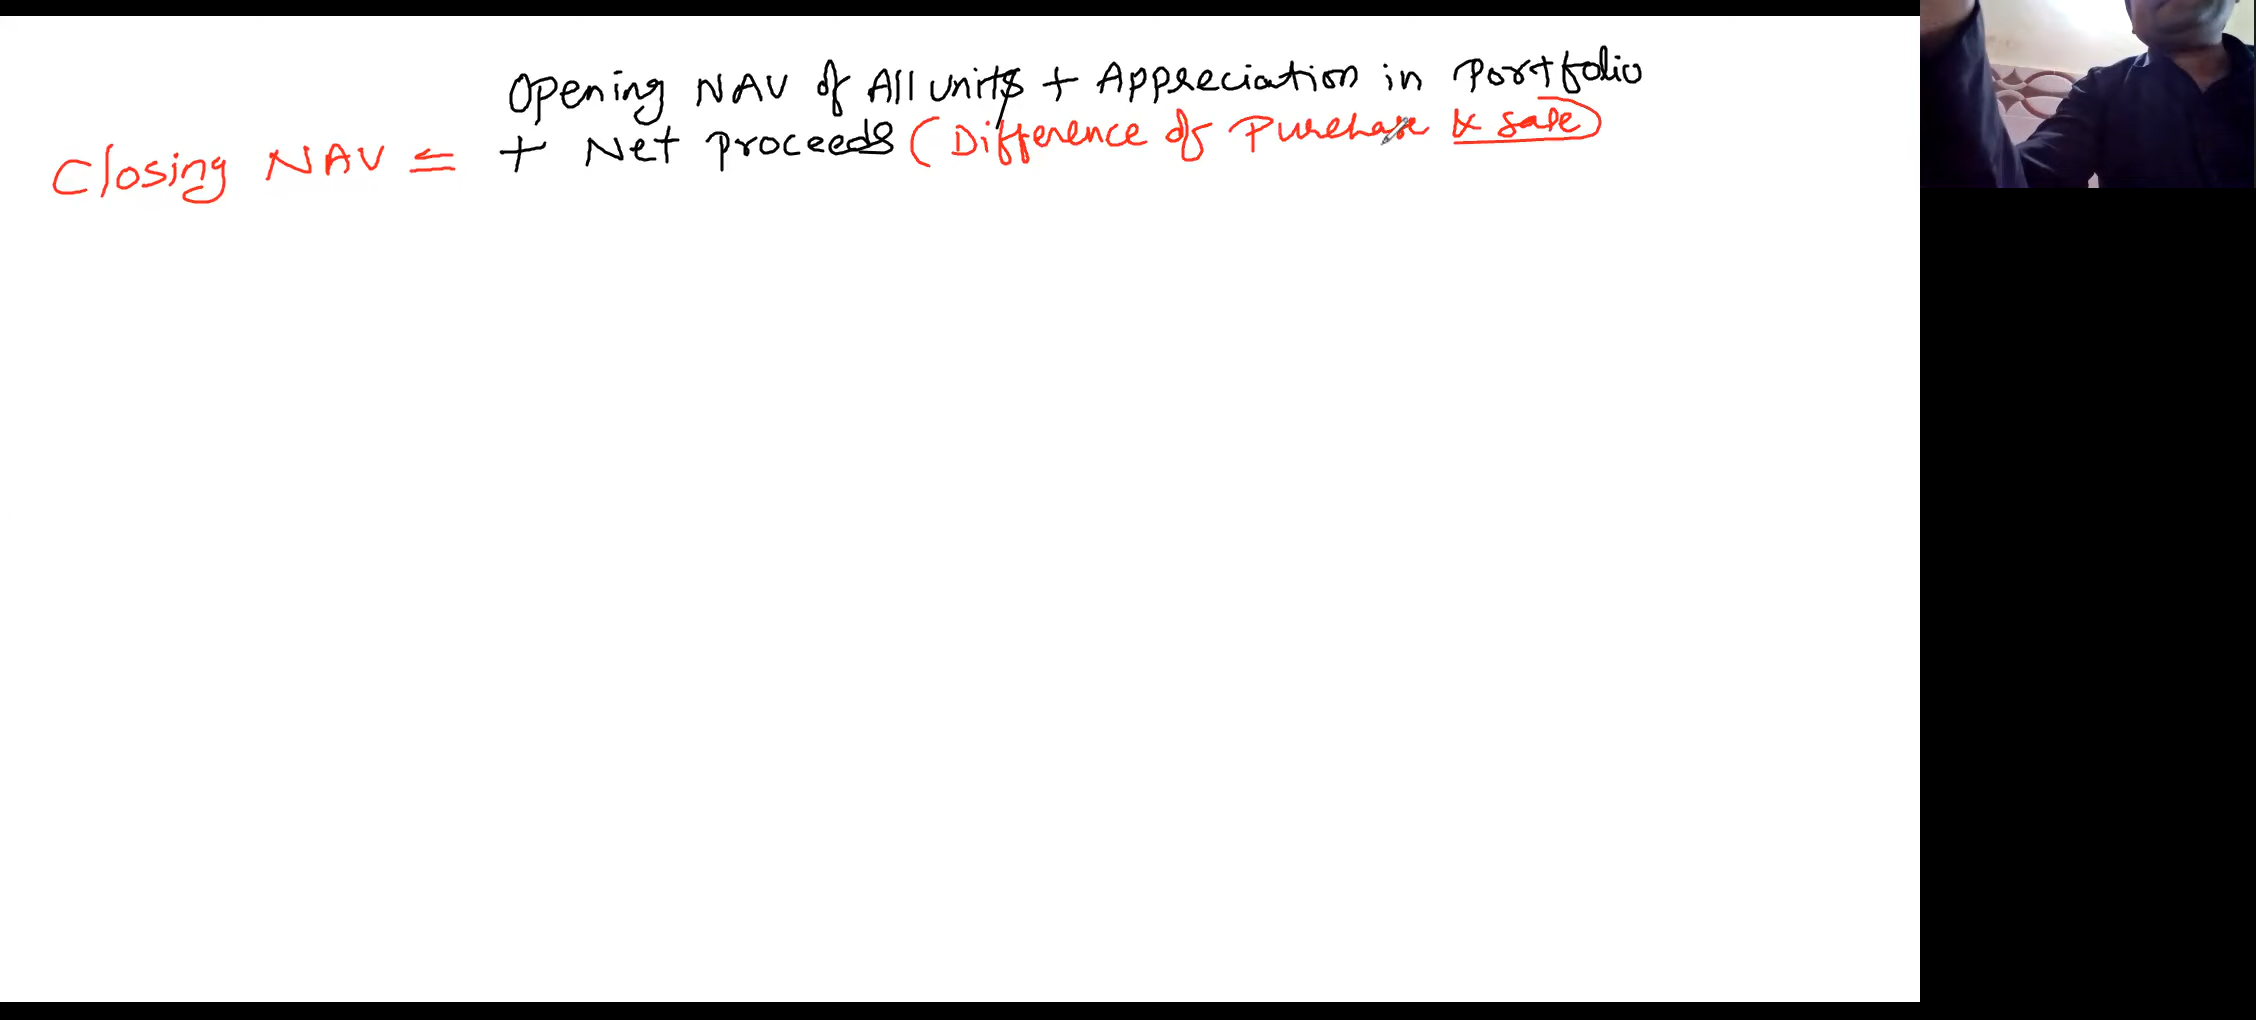 Opening NAV of All units + Appreciation in Portfolio
Closing NAV = + Net proceeds (Difference of Purchase & sale)